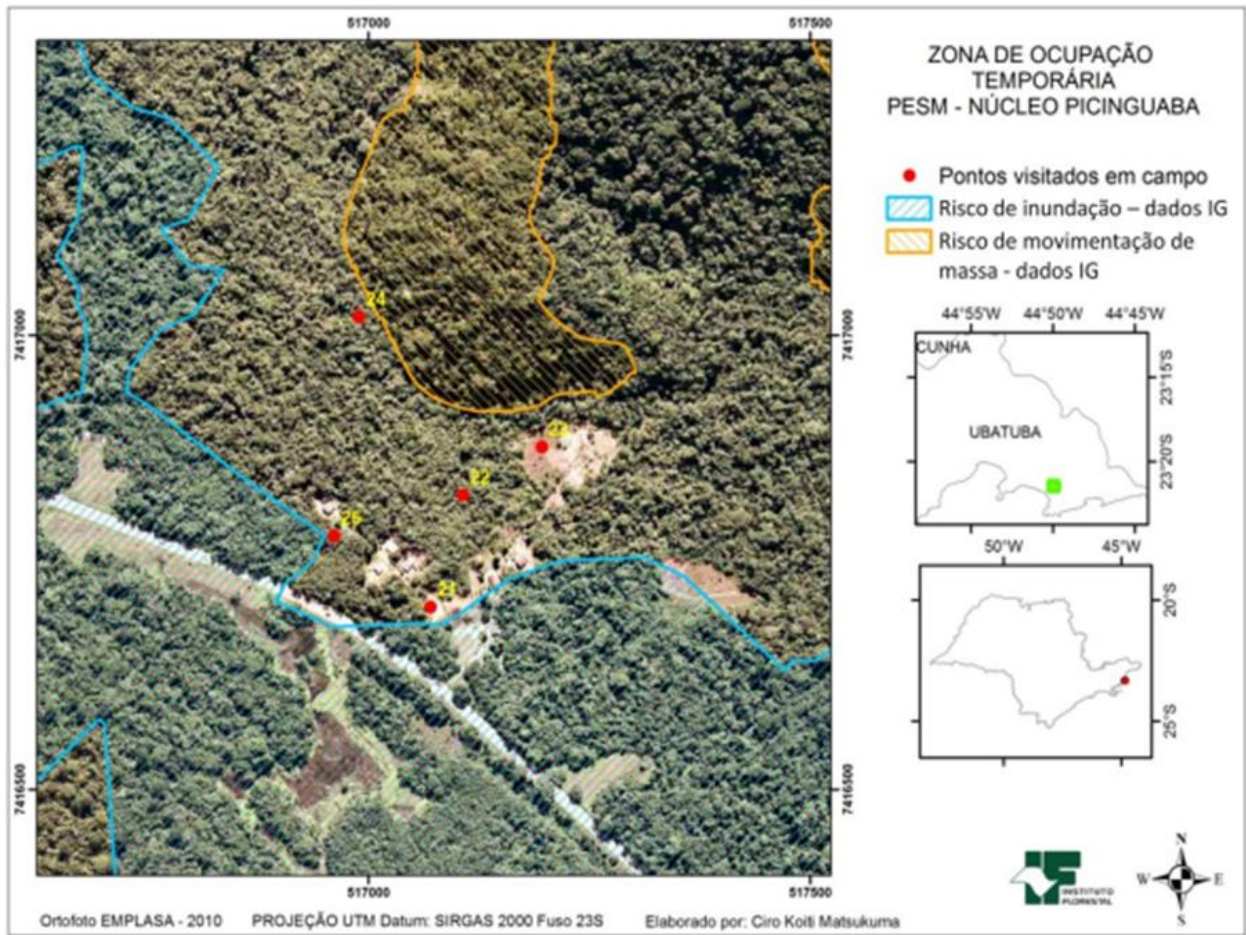 517000
517500
ZONA DE OCUPAÇÃO
TEMPORÁRIA
PESM - NÚCLEO PICINGUABA
Pontos visitados em campo
Risco de inundação – dados IG
Risco de movimentação de
massa - dados IG
24
7417000
7417000
44°55'W 44°50'W 44°45'W
CUNHA
23°15'S
UBATUBA
23°20'S
22
21
50°W 45°W
20°S
25°S
7416500
7416500
IF
INSTITUTO
FLORESTAL
N
W E
S
517000
517500
Ortofoto EMPLASA - 2010 PROJEÇÃO UTM Datum: SIRGAS 2000 Fuso 23S Elaborado por: Ciro Koiti Matsukuma